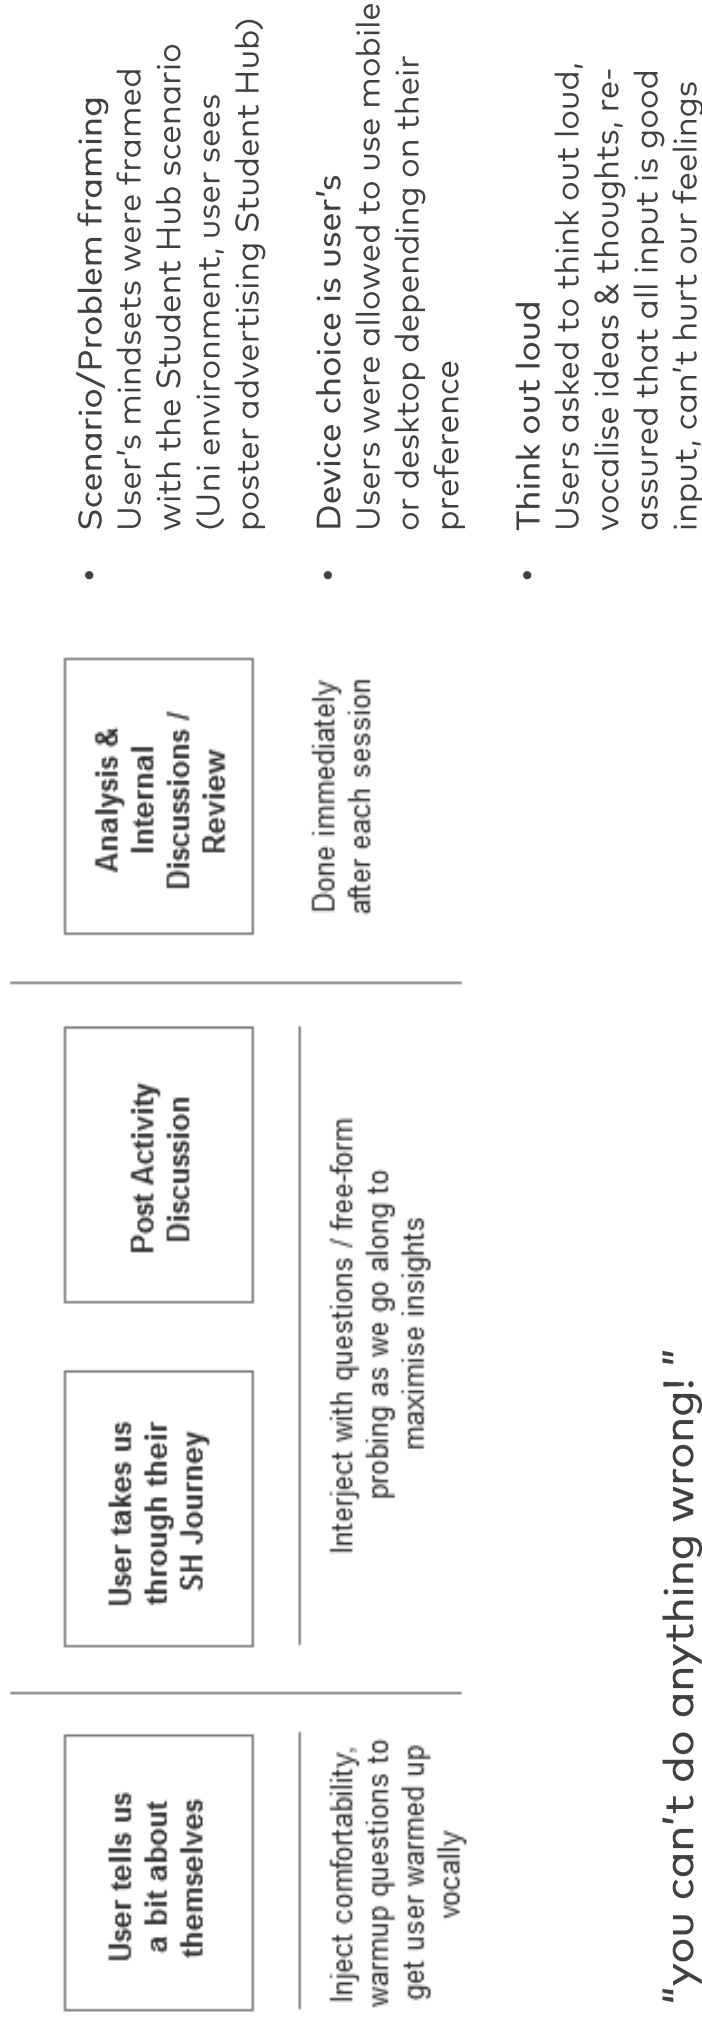 User tells us
a bit about
themselves
Inject comfortability,
warmup questions to
get user warmed up
vocally
User takes us
through their
SH Journey
Post Activity
Discussion
Interject with questions / free-form
probing as we go along to
maximise insights
Analysis &
Internal
Discussions /
Review
Done immediately
after each session
"you can't do anything wrong! "
• Scenario/Problem framing
User's mindsets were framed
with the Student Hub scenario
(Uni environment, user sees
poster advertising Student Hub)
• Device choice is user's
Users were allowed to use mobile
or desktop depending on their
preference
• Think out loud
Users asked to think out loud,
vocalise ideas & thoughts, re-
assured that all input is good
input, can't hurt our feelings